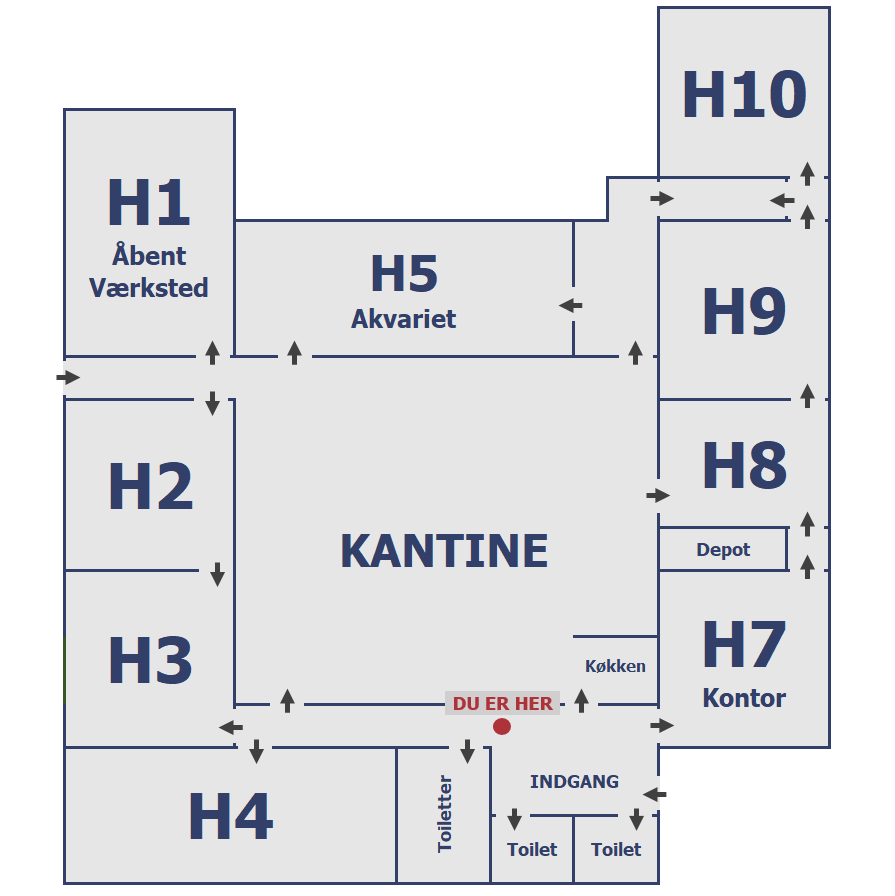 H10
H1
Åbent
Værksted
H5
Akvariet
H9
H2
H8
KANTINE
Depot
H3
H7
Køkken
Kontor
DU ER HER
INDGANG
H4
Toiletter
Toilet
Toilet